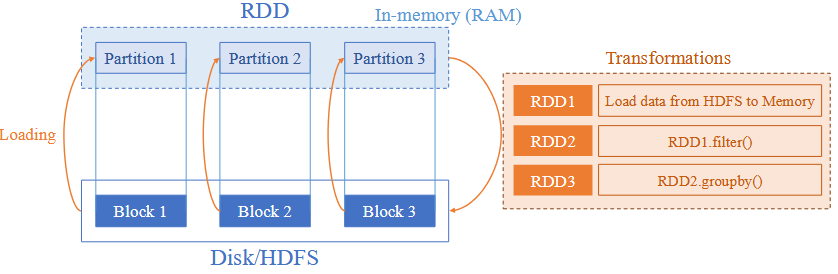 RDD
In-memory (RAM)
Partition 1
Partition 2
Partition 3
Loading
Block 1
Block 2
Block 3
Disk/HDFS
Transformations
RDD1
Load data from HDFS to Memory
RDD2
RDD1.filter()
RDD3
RDD2.groupby()